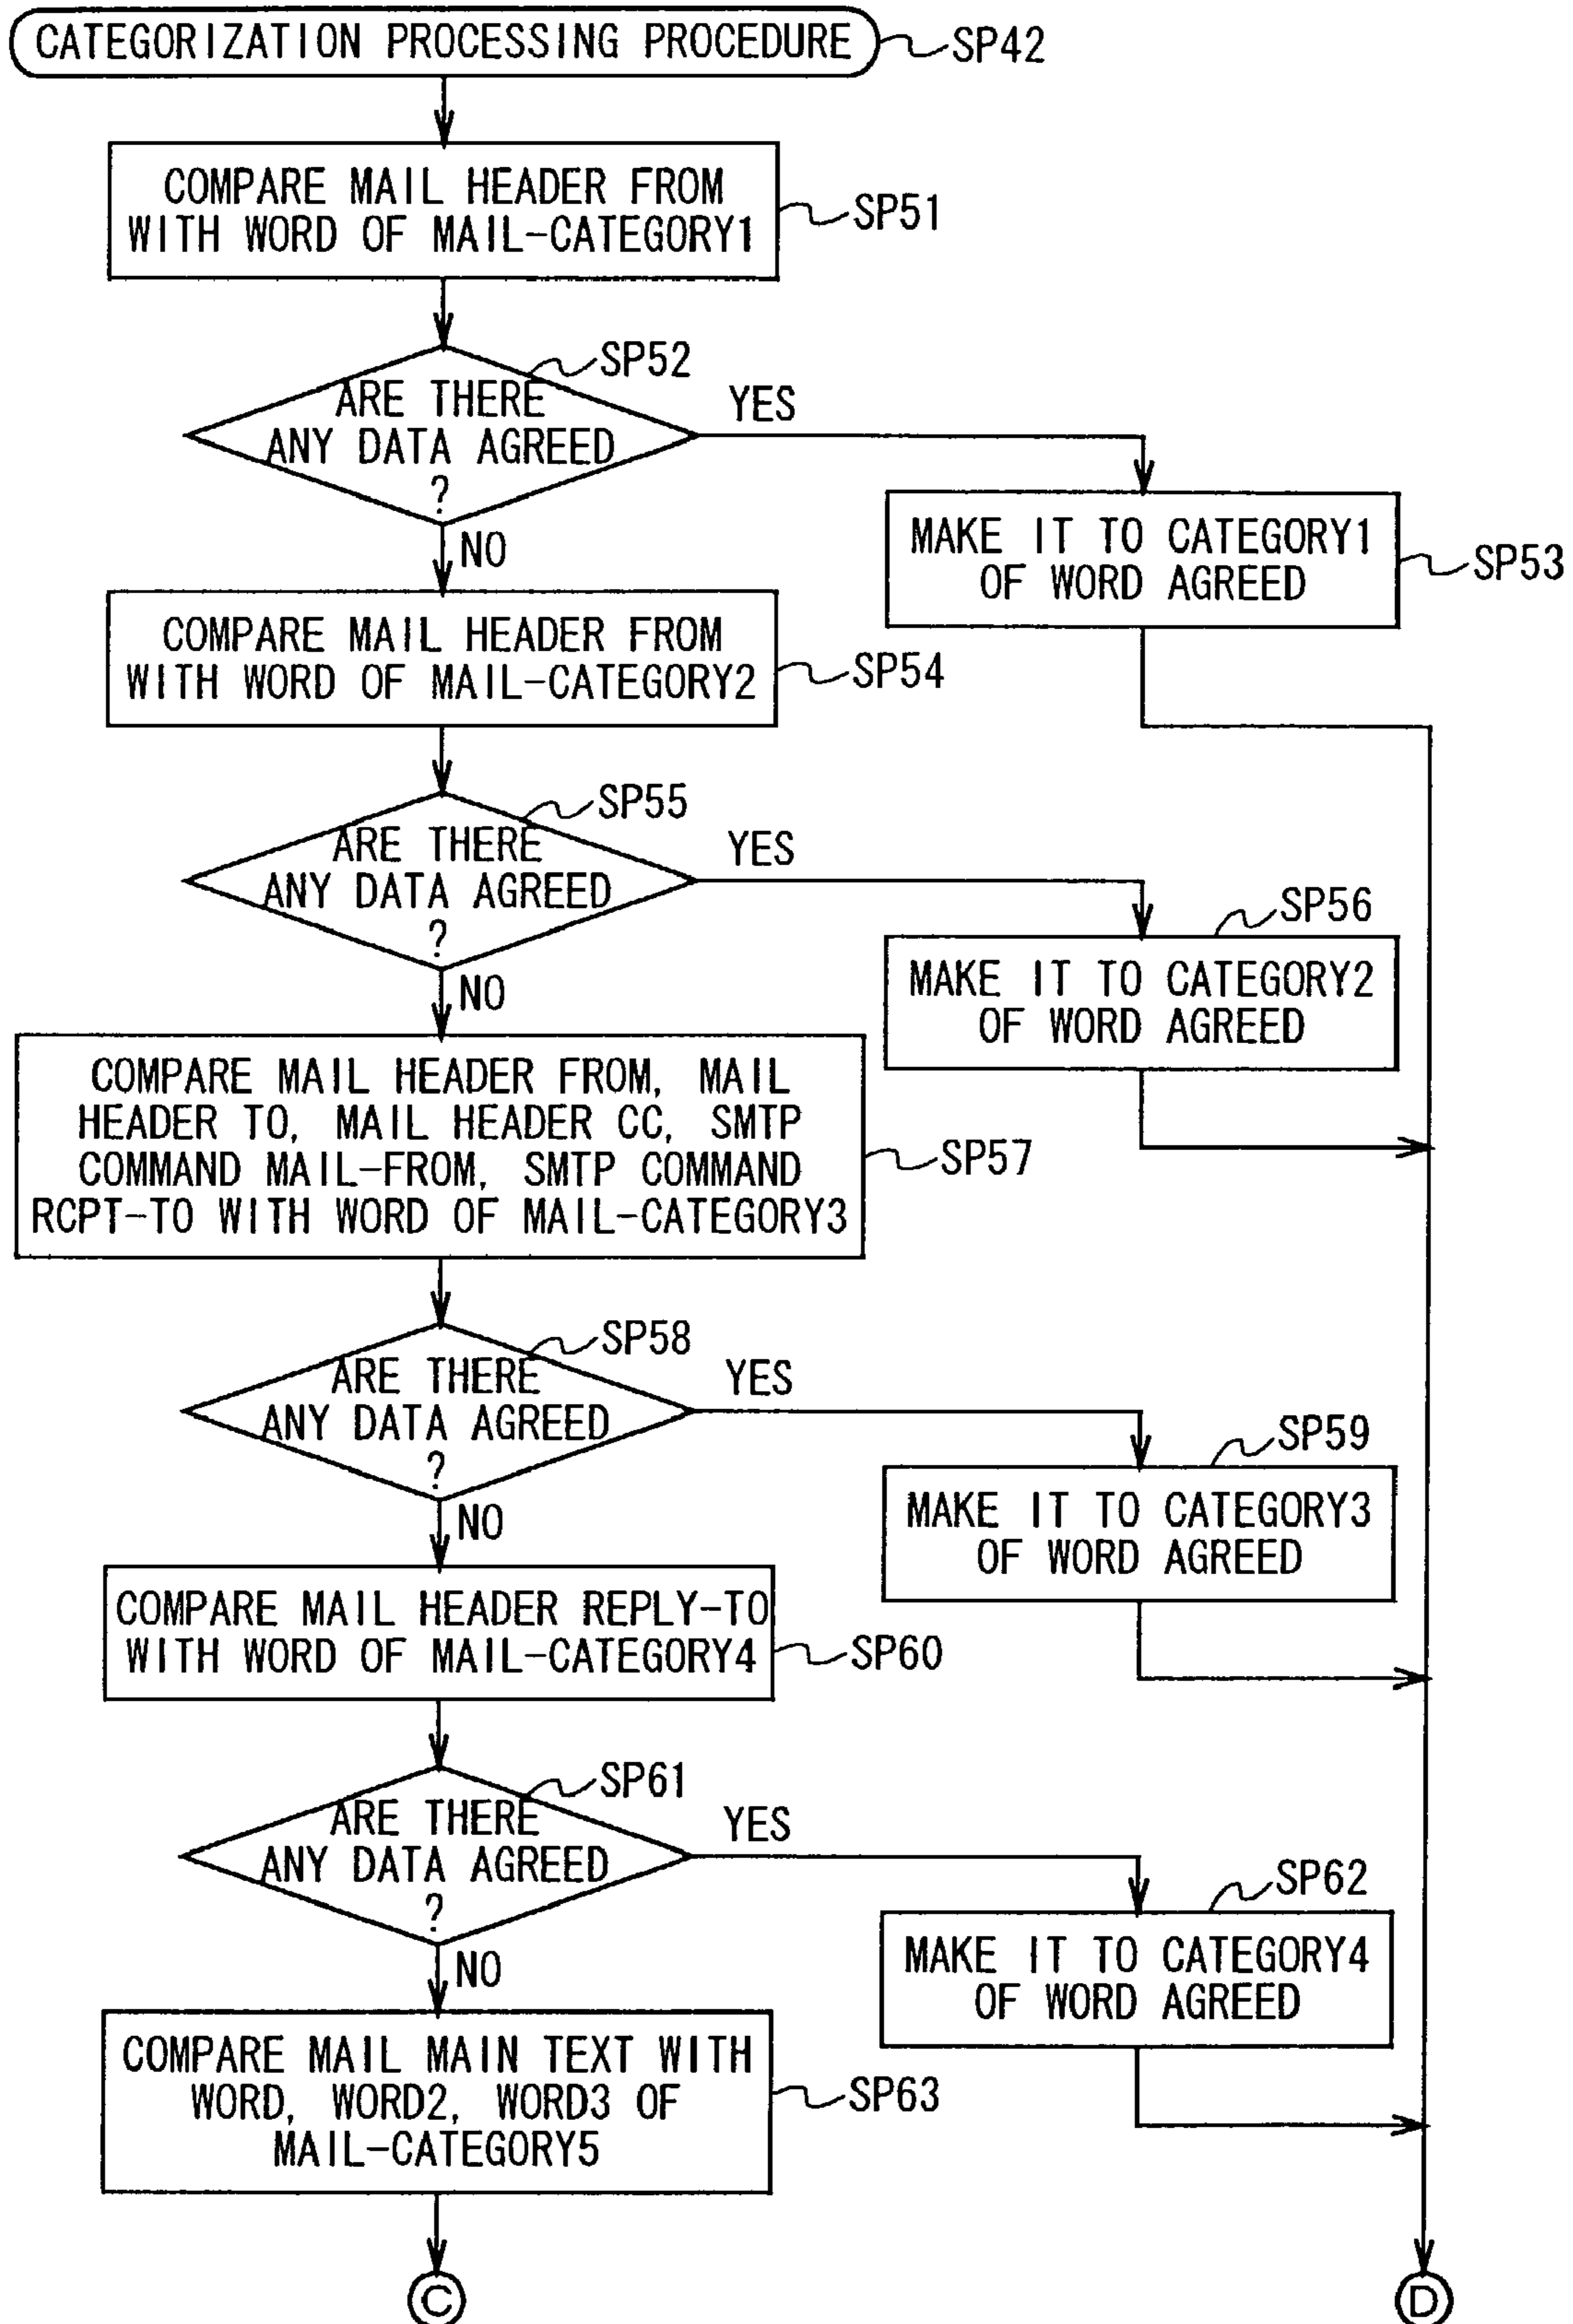 CATEGORIZATION PROCESSING PROCEDURE
SP42
COMPARE MAIL HEADER FROM
WITH WORD OF MAIL-CATEGORY1
SP51
SP52
ARE THERE
ANY DATA AGREED
?
YES
NO
MAKE IT TO CATEGORY1
OF WORD AGREED
SP53
COMPARE MAIL HEADER FROM
WITH WORD OF MAIL-CATEGORY2
SP54
SP55
ARE THERE
ANY DATA AGREED
?
YES
NO
SP56
MAKE IT TO CATEGORY2
OF WORD AGREED
COMPARE MAIL HEADER FROM, MAIL
HEADER TO, MAIL HEADER CC, SMTP
COMMAND MAIL-FROM, SMTP COMMAND
RCPT-TO WITH WORD OF MAIL-CATEGORY3
SP57
SP58
ARE THERE
ANY DATA AGREED
?
YES
NO
SP59
MAKE IT TO CATEGORY3
OF WORD AGREED
COMPARE MAIL HEADER REPLY-TO
WITH WORD OF MAIL-CATEGORY4
SP60
SP61
ARE THERE
ANY DATA AGREED
?
YES
NO
SP62
MAKE IT TO CATEGORY4
OF WORD AGREED
COMPARE MAIL MAIN TEXT WITH
WORD, WORD2, WORD3 OF
MAIL-CATEGORY5
SP63
C
D